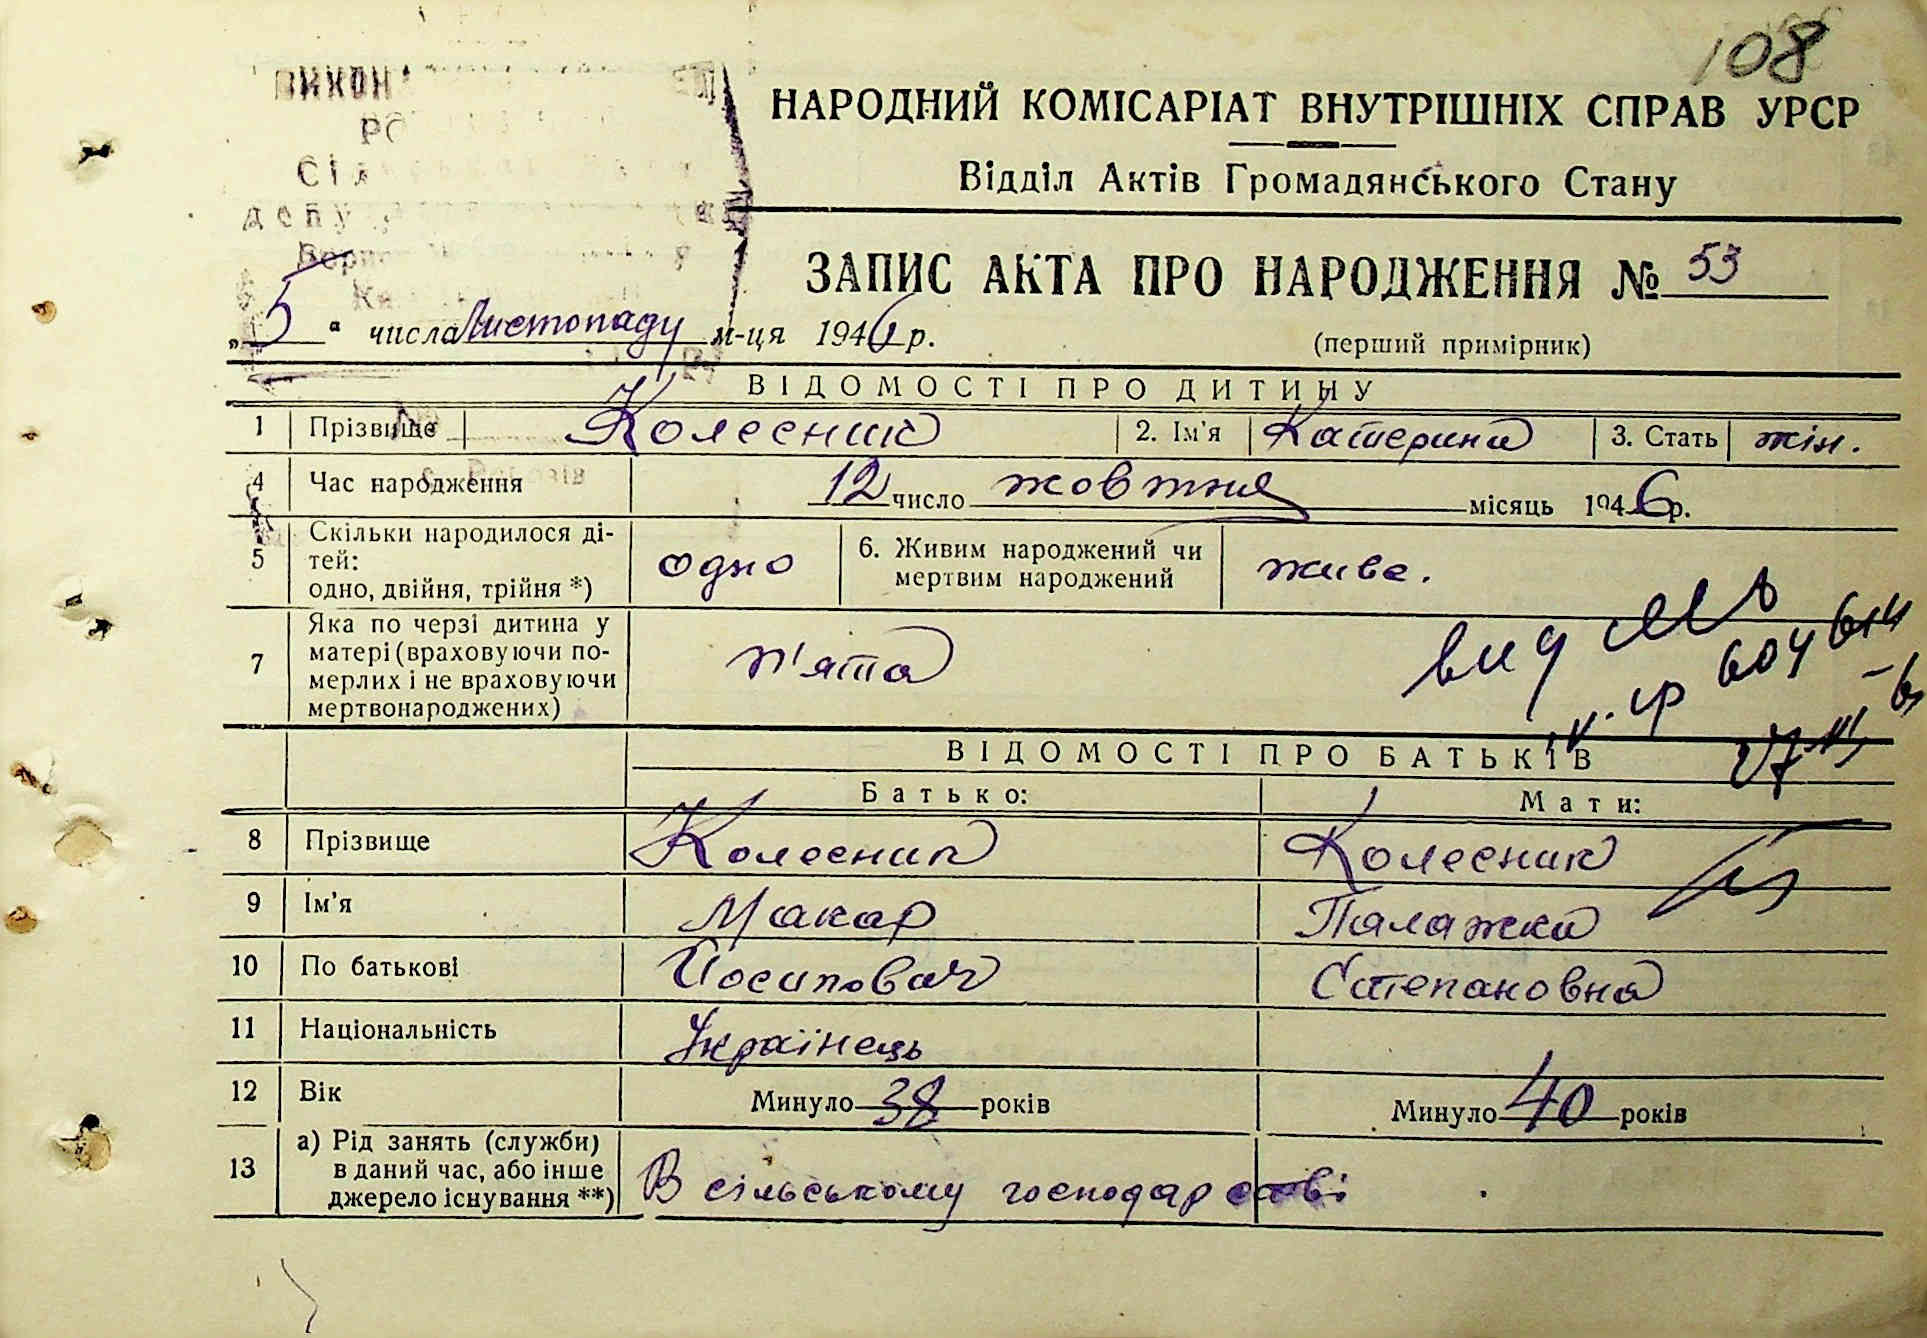 108
НАРОДНИЙ КОМІСАРІАТ ВНУТРІШНІХ СПРАВ УРСР
Відділ Актів Громадянського Стану
ЗАПИС АКТА ПРО НАРОДЖЕННЯ № 53
(перший примірник)
„5“ числа Листопаду м-ця 1946 р.
ВІДОМОСТІ ПРО ДИТИНУ
1 Прізвище Колесник 2. Ім'я Катерина 3. Стать жін.
4 Час народження 12 число жовтня місяць 1946 р.
5 Скільки народилося ді-
тей:
одно, двійня, трійня *) одно 6. Живим народжений чи
мертвим народжений живе.
7 Яка по черзі дитина у
матері (враховуючи по-
мерлих і не враховуючи
мертвонароджених) п'ята
ВІДОМОСТІ ПРО БАТЬКІВ
Батько: Мати:
8 Прізвище Колесник Колесник
9 Ім'я Макар Палажка
10 По батькові Йосипович Степановна
11 Національність Українець
12 Вік Минуло 38 років Минуло 40 років
13 а) Рід занять (служби)
в даний час, або інше
джерело існування **) В сільському господарстві